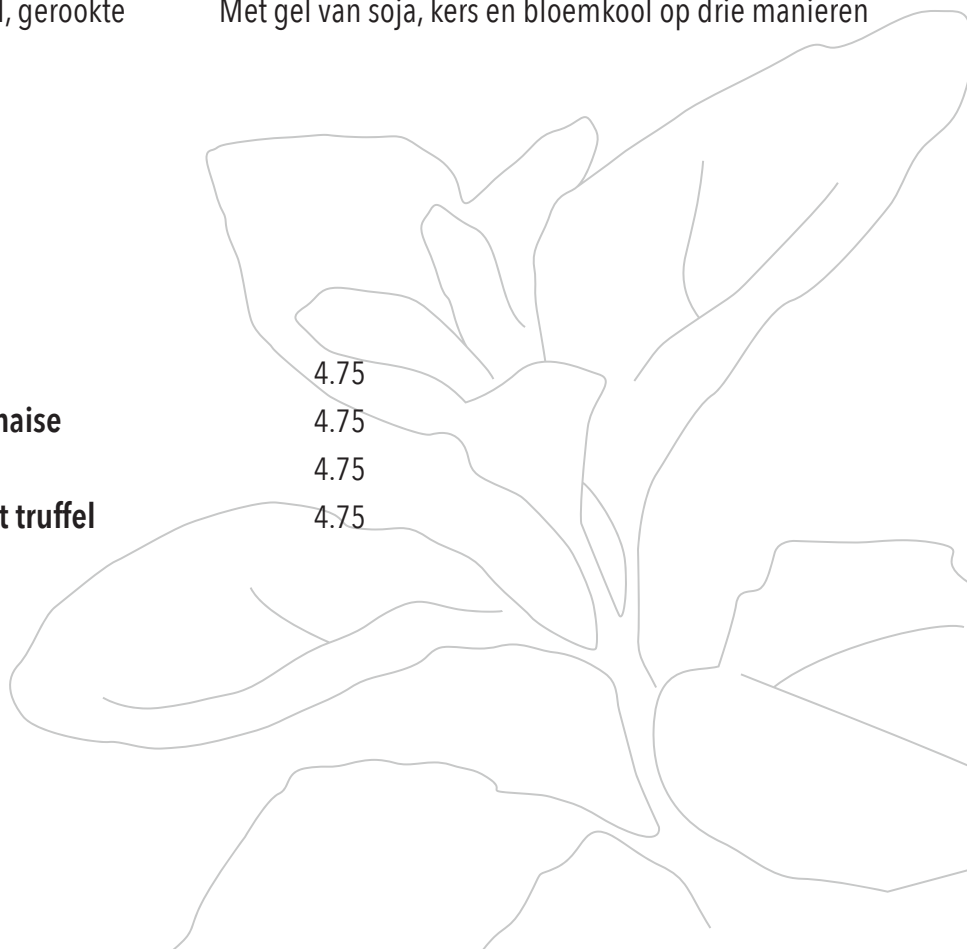 , gerookte
Met gel van soja, kers en bloemkool op drie manieren
4.75
naise 4.75
4.75
t truffel 4.75